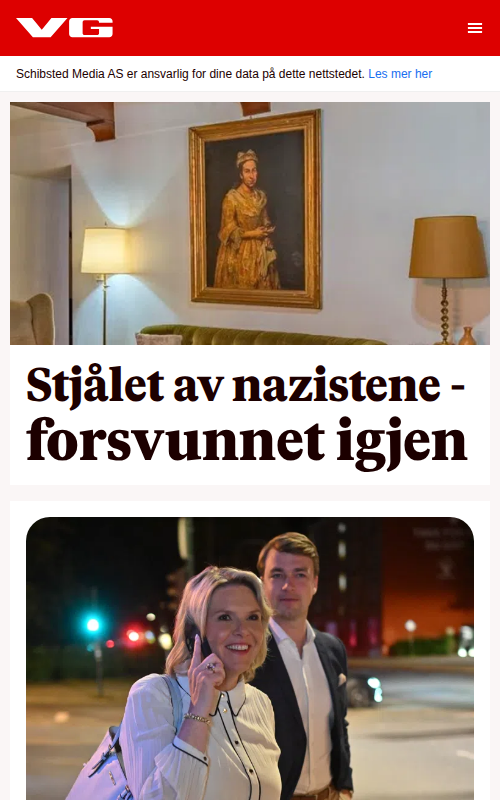 VG
Schibsted Media AS er ansvarlig for dine data på dette nettstedet. Les mer her
Stjålet av nazistene -
forsvunnet igjen